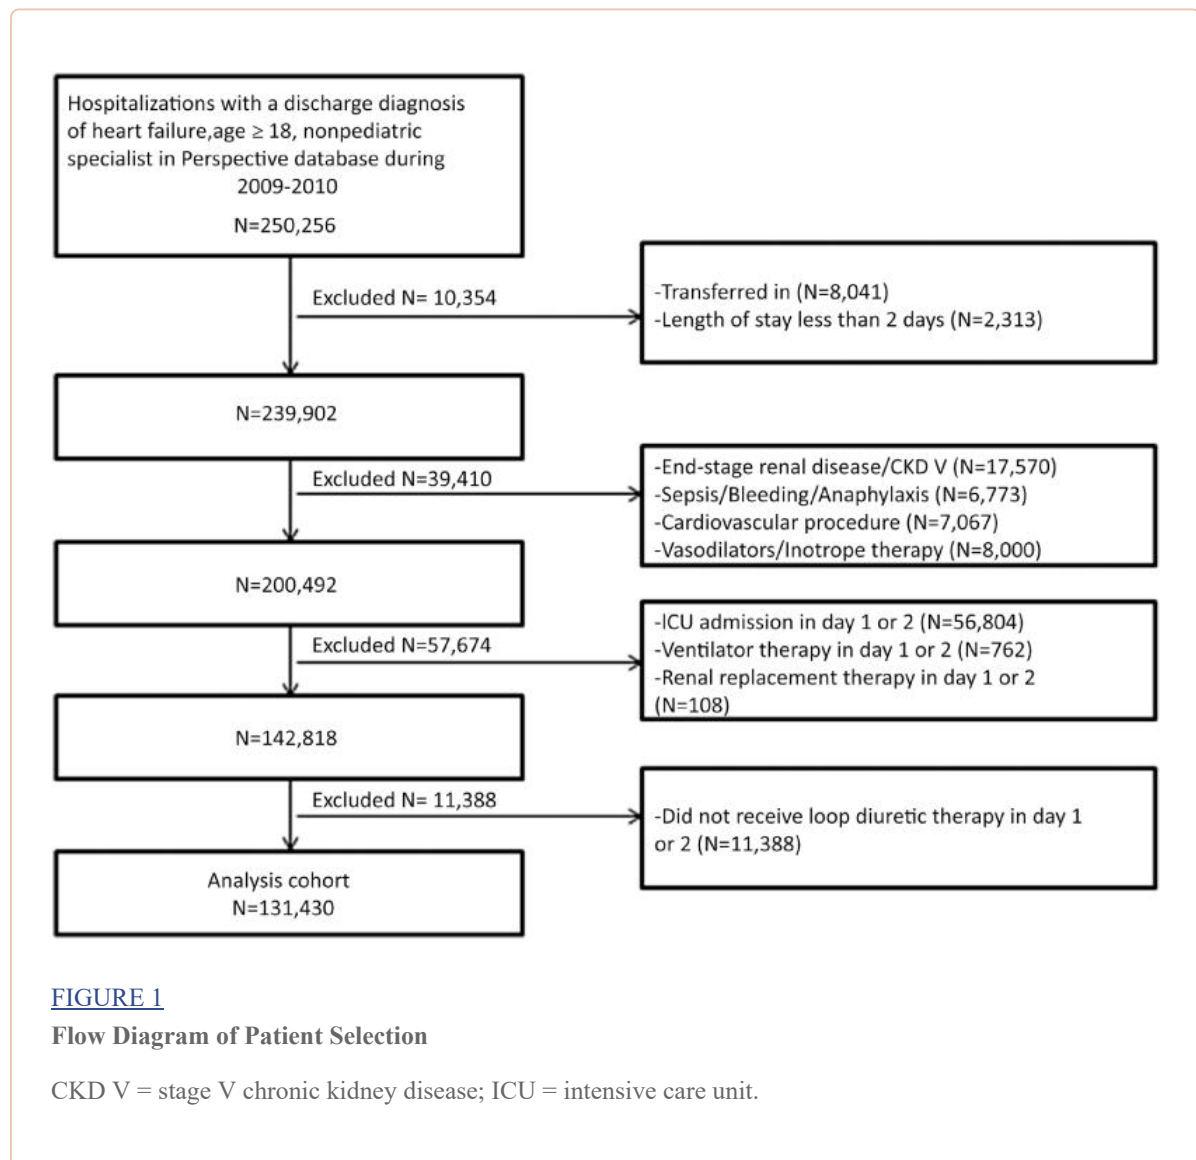 Hospitalizations with a discharge diagnosis
of heart failure,age ≥ 18, nonpediatric
specialist in Perspective database during
2009-2010
N=250,256
Excluded N= 10,354
-Transferred in (N=8,041)
-Length of stay less than 2 days (N=2,313)
N=239,902
Excluded N=39,410
-End-stage renal disease/CKD V (N=17,570)
-Sepsis/Bleeding/Anaphylaxis (N=6,773)
-Cardiovascular procedure (N=7,067)
-Vasodilators/Inotrope therapy (N=8,000)
N=200,492
Excluded N=57,674
-ICU admission in day 1 or 2 (N=56,804)
-Ventilator therapy in day 1 or 2 (N=762)
-Renal replacement therapy in day 1 or 2
(N=108)
N=142,818
Excluded N= 11,388
-Did not receive loop diuretic therapy in day 1
or 2 (N=11,388)
Analysis cohort
N=131,430
FIGURE 1
Flow Diagram of Patient Selection
CKD V = stage V chronic kidney disease; ICU = intensive care unit.